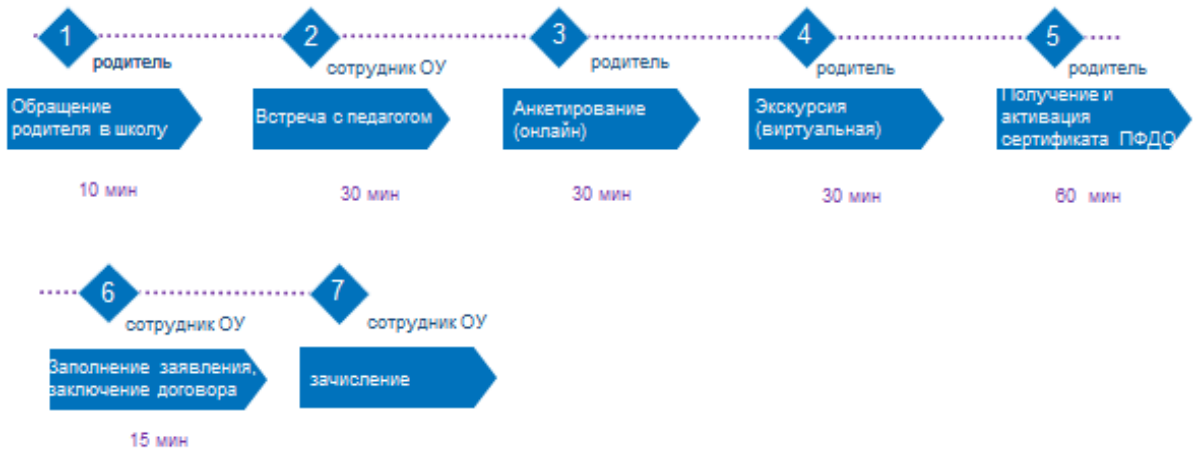 1
2
3
4
5
родитель
сотрудник ОУ
родитель
родитель
родитель
Обращение
родителя в школу
Встреча с педагогом
Анкетирование
(онлайн)
Экскурсия
(виртуальная)
Получение и
активация
сертификата ПФДО
10 мин
30 мин
30 мин
30 мин
60 мин
6
7
сотрудник ОУ
сотрудник ОУ
Заполнение заявления,
заключение договора
зачисление
15 мин